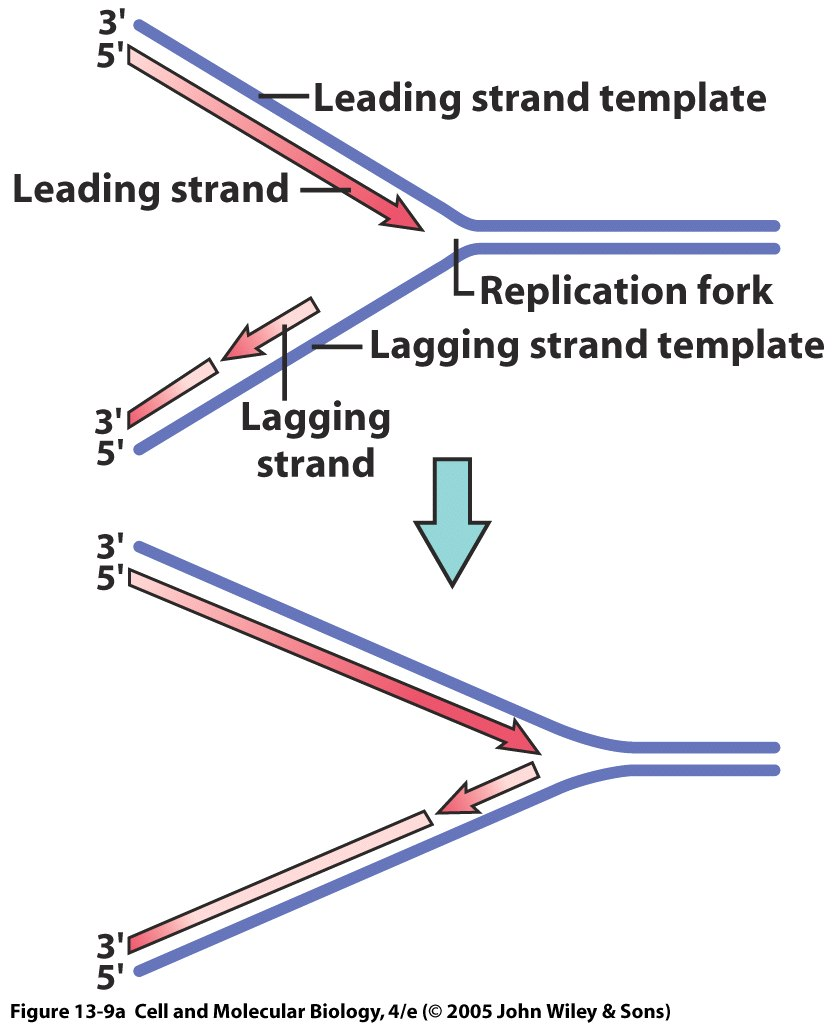 3'
5'
Leading strand template
Leading strand
Replication fork
Lagging strand template
3'
5'
Lagging
strand
3'
5'
3'
5'
Figure 13-9a Cell and Molecular Biology, 4/e (© 2005 John Wiley & Sons)